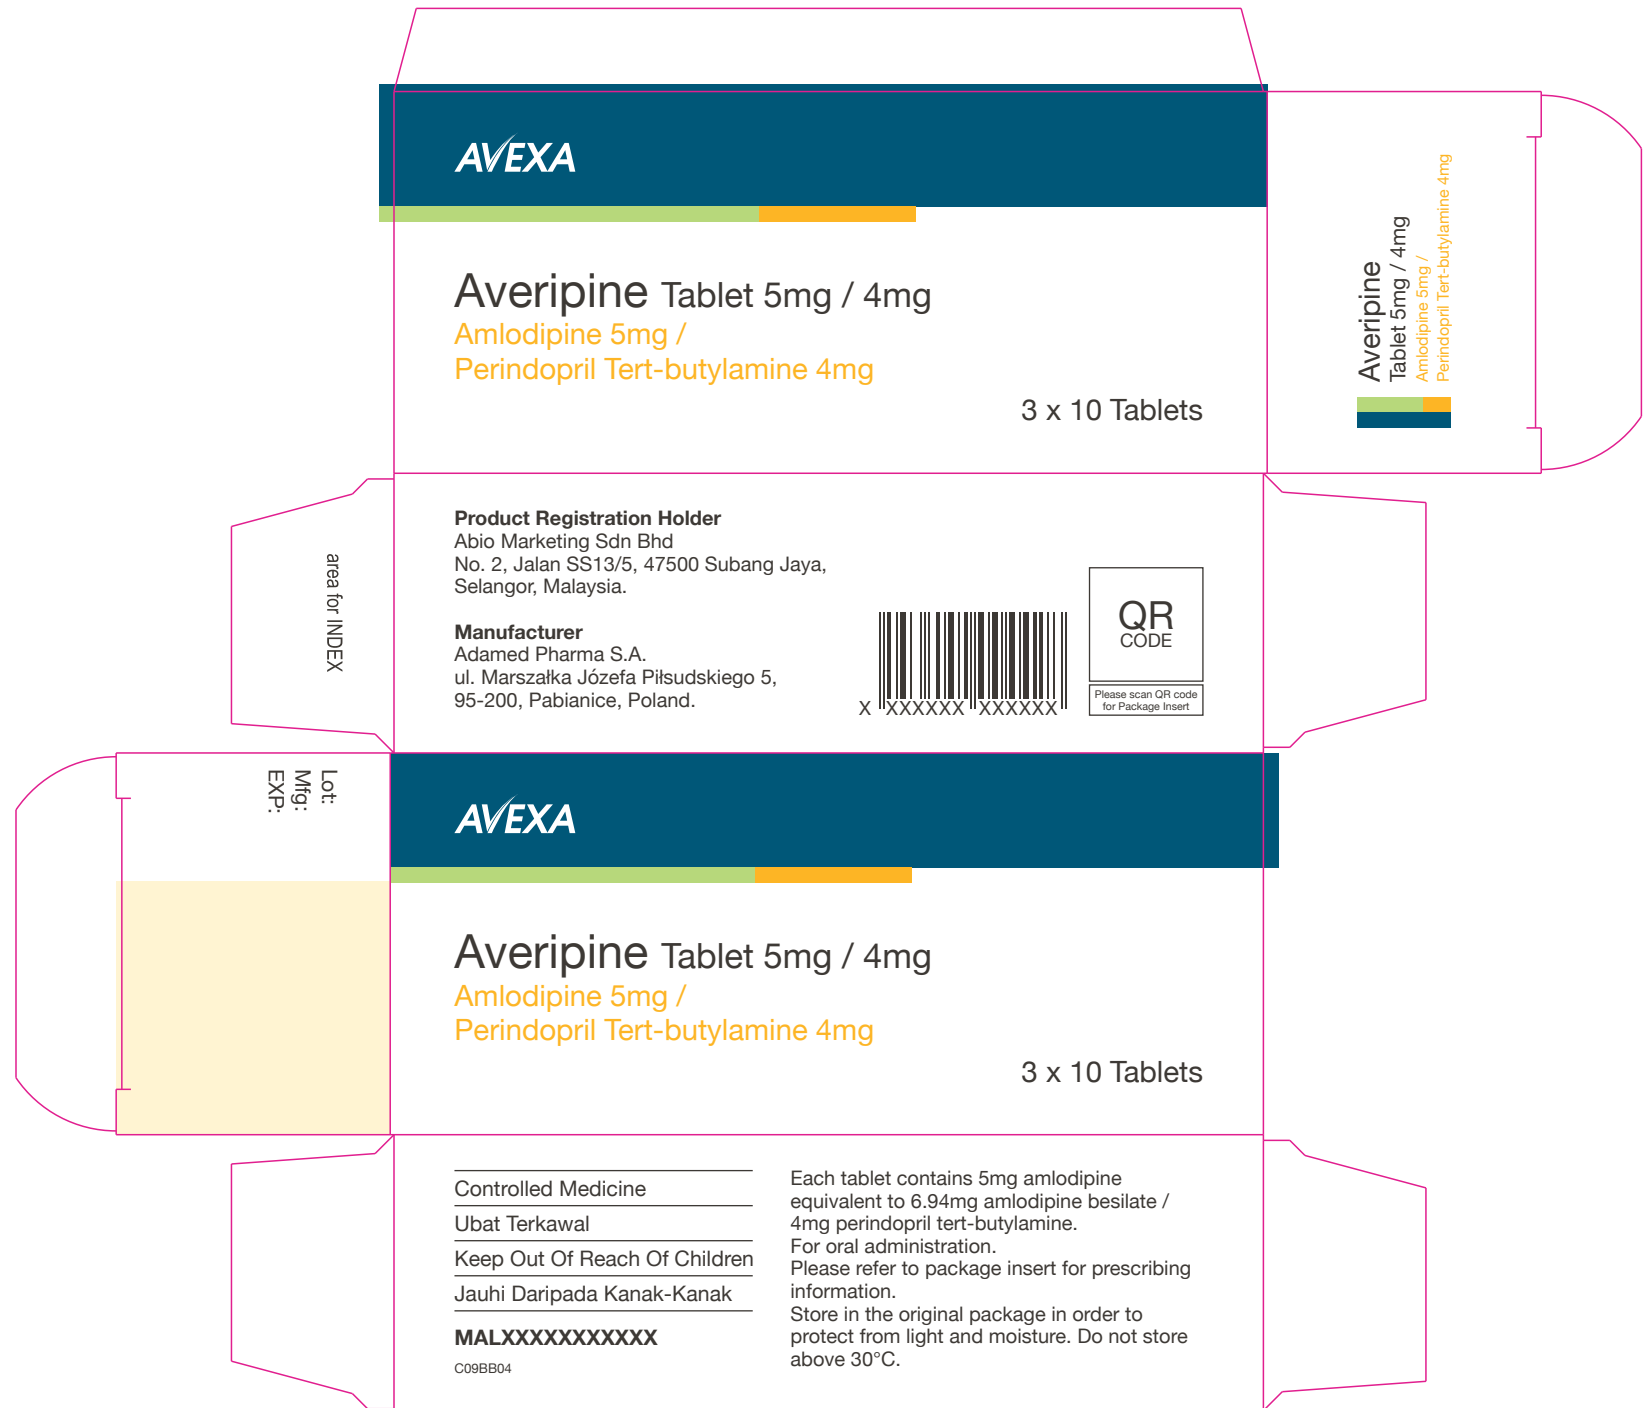 AVEXA
Averipine Tablet 5mg / 4mg
Amlodipine 5mg /
Perindopril Tert-butylamine 4mg
3 x 10 Tablets
Averipine
Tablet 5mg / 4mg
Amlodipine 5mg /
Perindopril Tert-butylamine 4mg
area for INDEX
Product Registration Holder
Abio Marketing Sdn Bhd
No. 2, Jalan SS13/5, 47500 Subang Jaya,
Selangor, Malaysia.
Manufacturer
Adamed Pharma S.A.
ul. Marszałka Józefa Piłsudskiego 5,
95-200, Pabianice, Poland.
X XXXXXX XXXXXX
QR
CODE
Please scan QR code
for Package Insert
Lot:
Mfg:
EXP:
AVEXA
Averipine Tablet 5mg / 4mg
Amlodipine 5mg /
Perindopril Tert-butylamine 4mg
3 x 10 Tablets
Controlled Medicine
Ubat Terkawal
Keep Out Of Reach Of Children
Jauhi Daripada Kanak-Kanak
MALXXXXXXXXXXX
C09BB04
Each tablet contains 5mg amlodipine
equivalent to 6.94mg amlodipine besilate /
4mg perindopril tert-butylamine.
For oral administration.
Please refer to package insert for prescribing
information.
Store in the original package in order to
protect from light and moisture. Do not store
above 30°C.